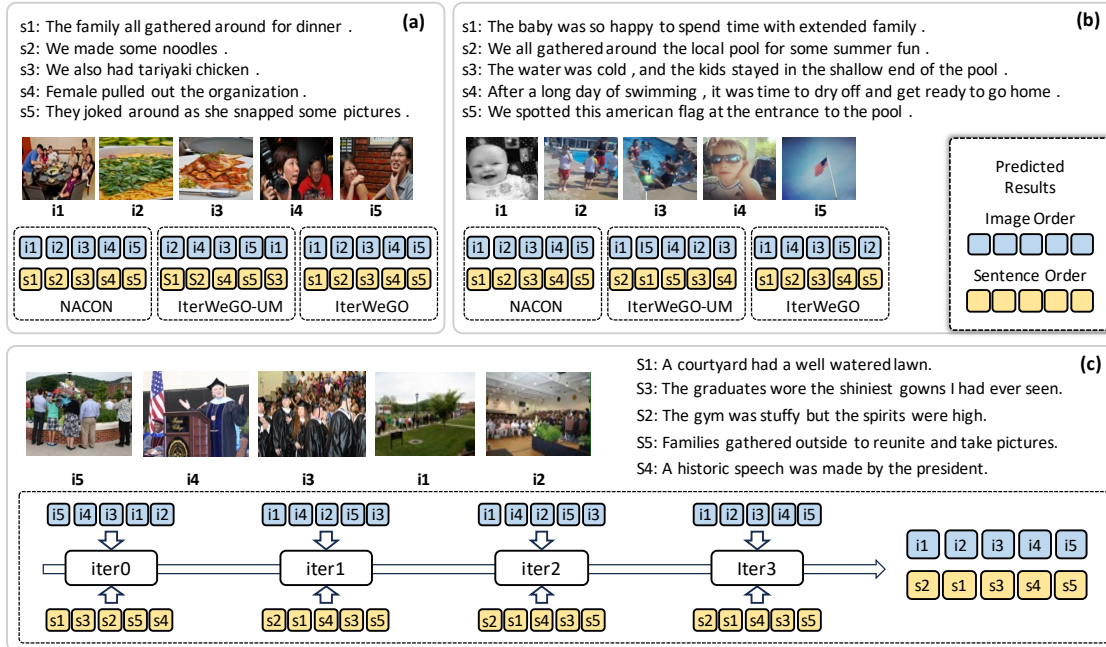 (a)
s1: The family all gathered around for dinner .
s2: We made some noodles .
s3: We also had tariyaki chicken .
s4: Female pulled out the organization .
s5: They joked around as she snapped some pictures .
i1 i2 i3 i4 i5
i1 i2 i3 i4 i5 i2 i4 i3 i5 i1 i1 i2 i3 i4 i5
s1 s2 s3 s4 s5 S1 S2 s4 s5 S3 s1 s2 s3 s4 s5
NACON IterWeGO-UM IterWeGO
(b)
s1: The baby was so happy to spend time with extended family .
s2: We all gathered around the local pool for some summer fun .
s3: The water was cold , and the kids stayed in the shallow end of the pool .
s4: After a long day of swimming , it was time to dry off and get ready to go home .
s5: We spotted this american flag at the entrance to the pool .
i1 i2 i3 i4 i5
i1 i2 i3 i4 i5 i1 I5 i4 i2 i3 i1 i4 i3 i5 i2
s1 s2 s3 s4 s5 s2 s1 s5 s3 s4 s1 s2 s3 s4 s5
NACON IterWeGO-UM IterWeGO
Predicted
Results
Image Order
Sentence Order
(c)
S1: A courtyard had a well watered lawn.
S3: The graduates wore the shiniest gowns I had ever seen.
S2: The gym was stuffy but the spirits were high.
S5: Families gathered outside to reunite and take pictures.
S4: A historic speech was made by the president.
i5 i4 i3 i1 i2
i5 i4 i3 i1 i2 i1 i4 i2 i5 i3 i1 i4 i2 i5 i3 i1 i2 i3 i4 i5
iter0 iter1 iter2 Iter3
s1 s3 s2 s5 s4 s2 s1 s4 s3 s5 s2 s1 s4 s3 s5 s2 s1 s4 s3 s5
i1 i2 i3 i4 i5
s2 s1 s3 s4 s5